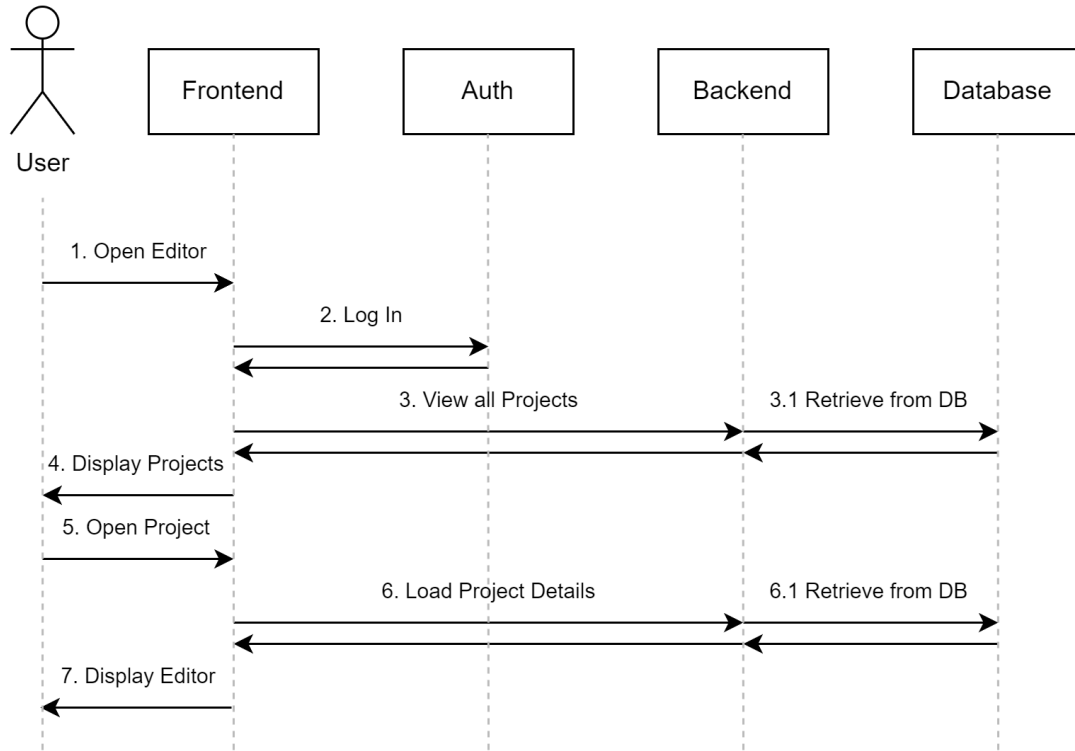 Frontend
Auth
Backend
Database
User
1. Open Editor
2. Log In
3. View all Projects
3.1 Retrieve from DB
4. Display Projects
5. Open Project
6. Load Project Details
6.1 Retrieve from DB
7. Display Editor